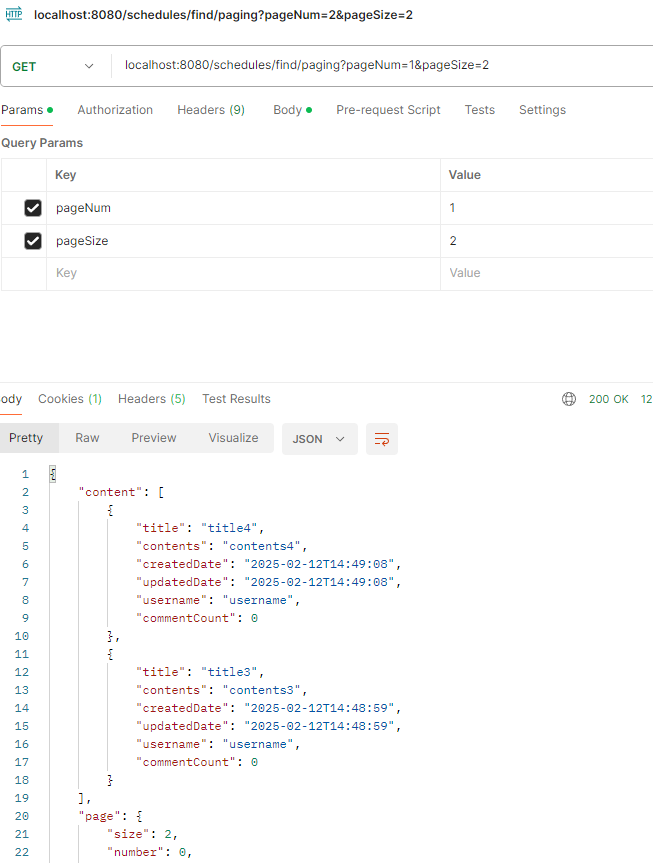 HTTP localhost:8080/schedules/find/paging?pageNum=2&pageSize=2
GET localhost:8080/schedules/find/paging?pageNum=1&pageSize=2
Params Authorization Headers (9) Body Pre-request Script Tests Settings
Query Params
Key Value
pageNum 1
pageSize 2
Key Value
ody Cookies (1) Headers (5) Test Results 200 OK 12
Pretty Raw Preview Visualize JSON
1 {
2 "content": [
3 {
4 "title": "title4",
5 "contents": "contents4",
6 "createdDate": "2025-02-12T14:49:08",
7 "updatedDate": "2025-02-12T14:49:08",
8 "username": "username",
9 "commentCount": 0
10 },
11 {
12 "title": "title3",
13 "contents": "contents3",
14 "createdDate": "2025-02-12T14:48:59",
15 "updatedDate": "2025-02-12T14:48:59",
16 "username": "username",
17 "commentCount": 0
18 }
19 ],
20 "page": {
21 "size": 2,
22 "number": 0,